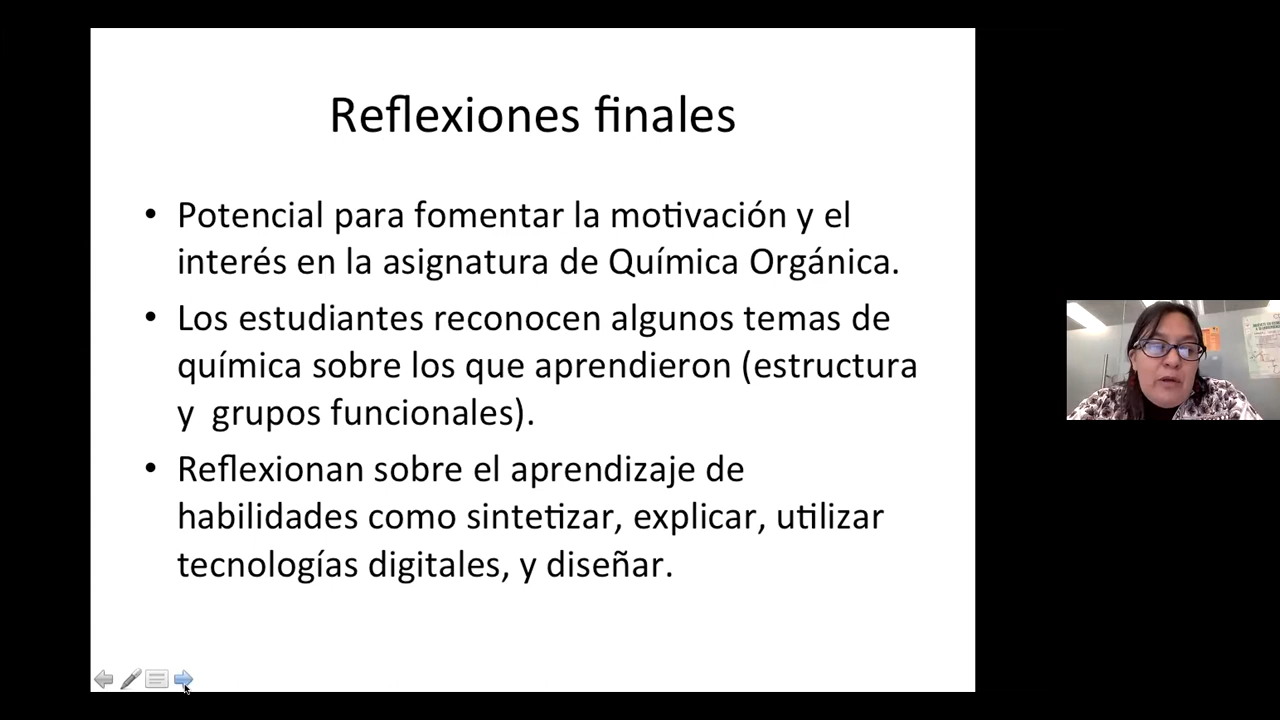 Reflexiones finales
• Potencial para fomentar la motivación y el
interés en la asignatura de Química Orgánica.
• Los estudiantes reconocen algunos temas de
química sobre los que aprendieron (estructura
y  grupos funcionales).
• Reflexionan sobre el aprendizaje de
habilidades como sintetizar, explicar, utilizar
tecnologías digitales, y diseñar.